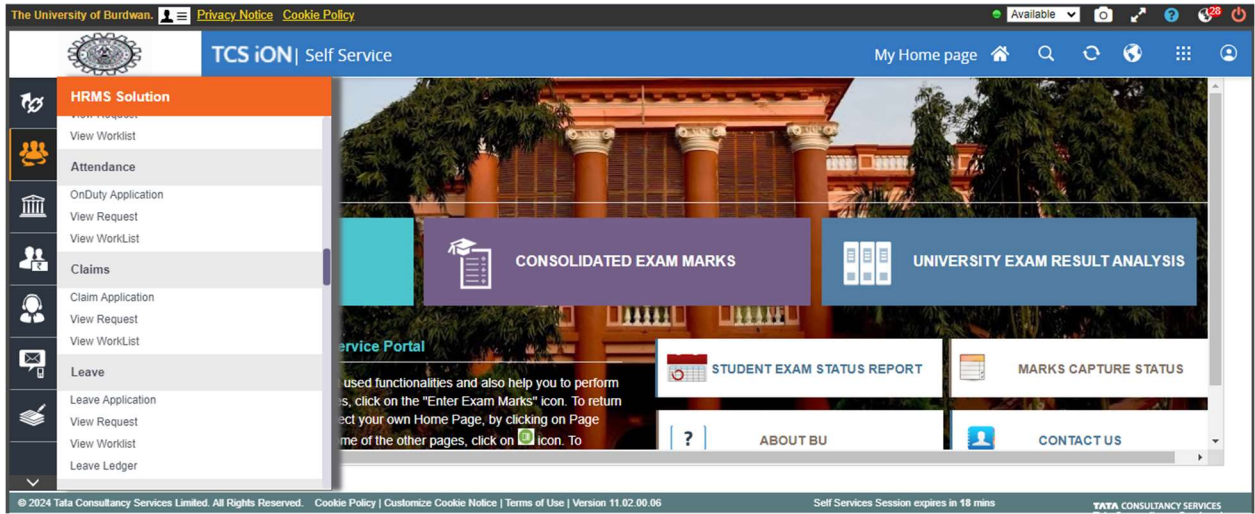 The University of Burdwan. Privacy Notice Cookie Policy
Available
28
TCS iON| Self Service
My Home page
HRMS Solution
View Request
View Worklist
Attendance
OnDuty Application
View Request
View WorkList
Claims
Claim Application
View Request
View WorkList
Leave
Leave Application
View Request
View Worklist
Leave Ledger
CONSOLIDATED EXAM MARKS
UNIVERSITY EXAM RESULT ANALYSIS
ervice Portal
used functionalities and also help you to perform
es, click on the "Enter Exam Marks" icon. To return
ect your own Home Page, by clicking on Page
me of the other pages, click on icon. To
STUDENT EXAM STATUS REPORT
MARKS CAPTURE STATUS
? ABOUT BU
CONTACT US
© 2024 Tata Consultancy Services Limited. All Rights Reserved. Cookie Policy | Customize Cookie Notice | Terms of Use | Version 11.02.00.06
Self Services Session expires in 18 mins
TATA CONSULTANCY SERVICES